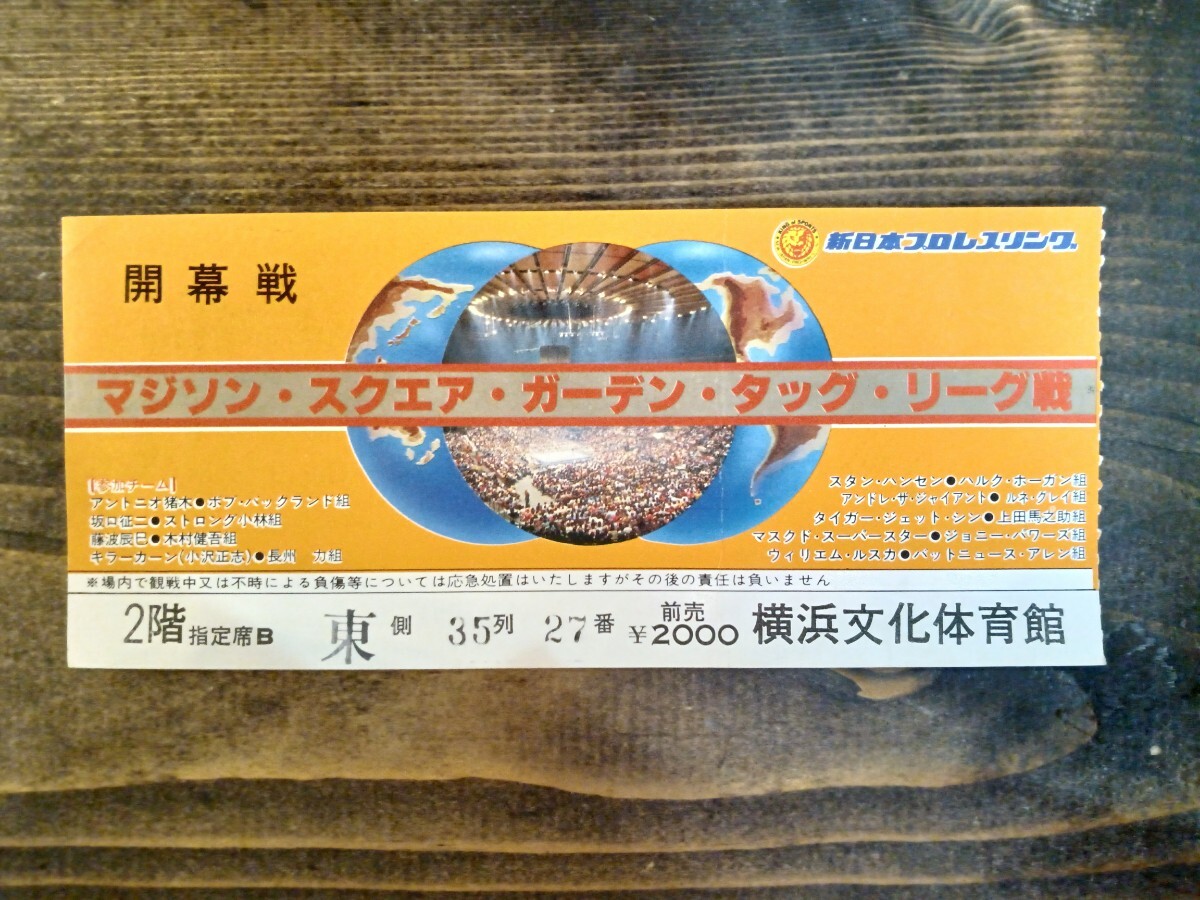 KING of SPORTS
新日本プロレスリング
開幕戦
マジソン・スクエア・ガーデン・タッグ・リーグ戦
[参加チーム]
アントニオ猪木●ボブ・バックランド組
坂口征二●ストロング小林組
藤波辰巳●木村健吾組
キラーカーン(小沢正志)●長州 力組
スタン・ハンセン●ハルク・ホーガン組
アンドレ・ザ・ジャイアント●ルネ・グレイ組
タイガー・ジェット・シン●上田馬之助組
マスクド・スーパースター●ジョニー・パワーズ組
ウィリエム・ルスカ●バットニュース・アレン組
※場内で観戦中又は不時による負傷等については応急処置はいたしますがその後の責任は負いません
2階 指定席B 東 側 35列 27番 前売 ¥2000 横浜文化体育館